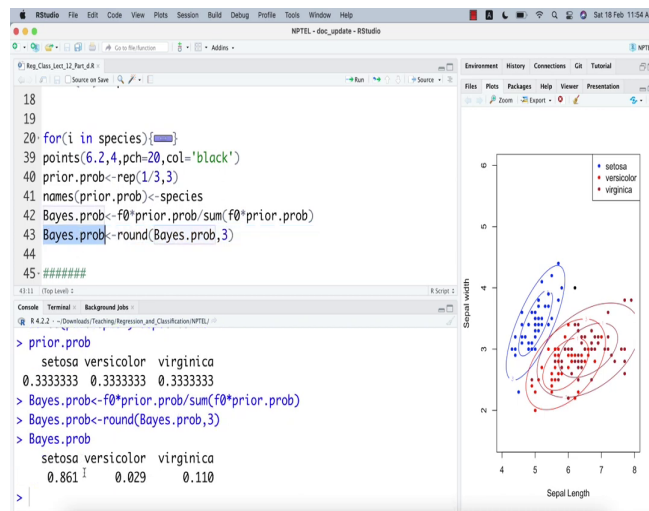 RStudio File Edit Code View Plots Session Build Debug Profile Tools Window Help
Sat 18 Feb 11:54 A
NPTEL - doc_update - RStudio
Go to file/function
Addins
NPTE
Reg_Class_Lect_12_Part_d.R
Source on Save
Run
Source
18
19
20 for(i in species){
39 points(6.2,4,pch=20,col='black')
40 prior.prob<-rep(1/3,3)
41 names(prior.prob)<-species
42 Bayes.prob<-f0*prior.prob/sum(f0*prior.prob)
43 Bayes.prob<-round(Bayes.prob,3)
44
45 #######
43:11 (Top Level)
R Script
Console Terminal × Background Jobs ×
R 4.2.2 · ~/Downloads/Teaching/Regression_and_Classification/NPTEL/
> prior.prob
setosa versicolor virginica
0.3333333 0.3333333 0.3333333
> Bayes.prob<-f0*prior.prob/sum(f0*prior.prob)
> Bayes.prob<-round(Bayes.prob,3)
> Bayes.prob
setosa versicolor virginica
0.861 0.029 0.110
>
Environment History Connections Git Tutorial
Files Plots Packages Help Viewer Presentation
Zoom Export
setosa
versicolor
virginica
6
5
4
3
2
Sepal width
4 5 6 7 8
Sepal Length